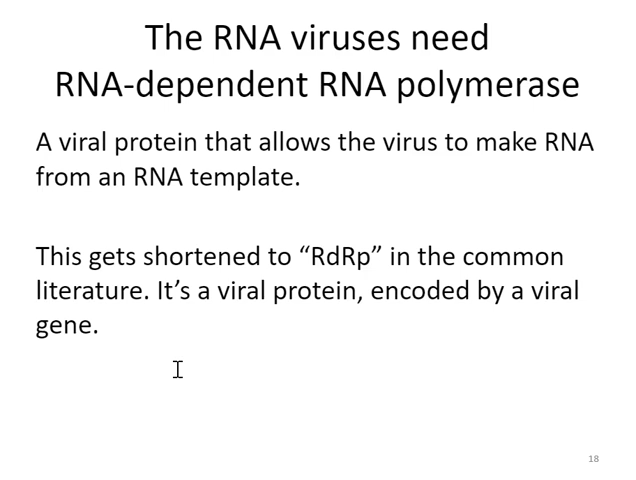 The RNA viruses need
RNA-dependent RNA polymerase
A viral protein that allows the virus to make RNA
from an RNA template.
This gets shortened to “RdRp” in the common
literature. It’s a viral protein, encoded by a viral
gene.
18